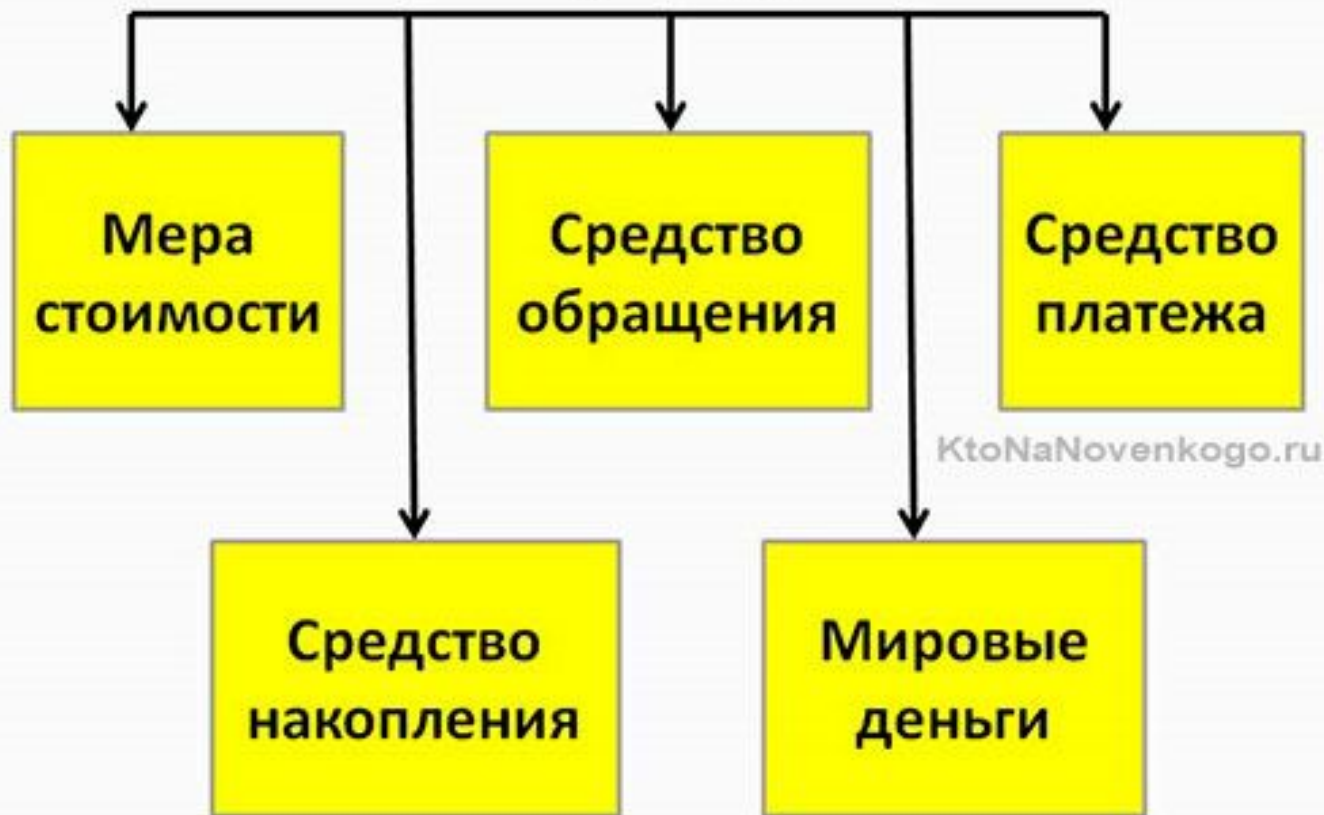 Мера
стоимости
Средство
обращения
Средство
платежа
KtoNaNovenkogo.ru
Средство
накопления
Мировые
деньги